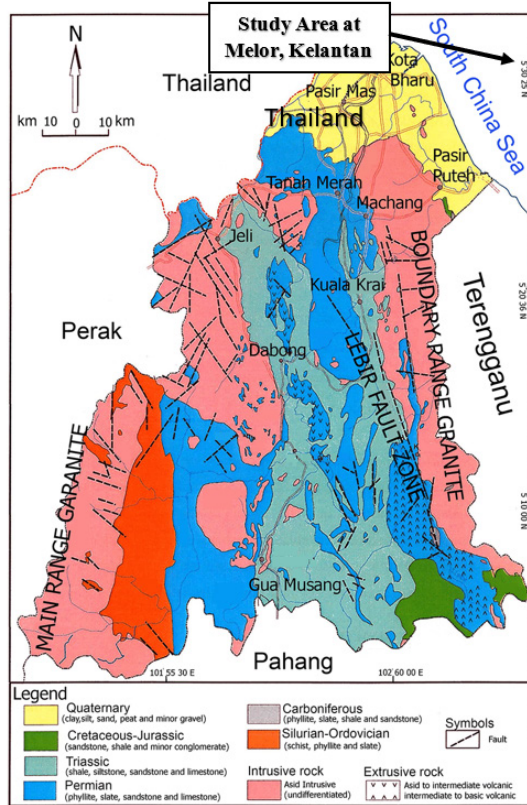 Study Area at
Melor, Kelantan
N
km 10 0 10 km
Thailand
Thailand
Kota
Bharu
Pasir Mas
South China Sea
5 30 25 N
Pasir
Puteh
Tanah Merah
Machang
Jeli
Kuala Krai
Terengganu
5 20 36 N
Perak
Dabong
LEBIR FAULT ZONE
BOUNDARY RANGE GRANITE
MAIN RANGE GARANITE
5 10 00 N
Gua Musang
Pahang
101 55 30 E
102 60 00 E
Legend
Quaternary
(clay,silt, sand, peat and minor gravel)
Cretaceous-Jurassic
(sandstone, shale and minor conglomerate)
Triassic
(shale, siltstone, sandstone and limestone)
Permian
(phyllite, slate, sandstone and limestone)
Carboniferous
(phyllite, slate, shale and sandstone)
Silurian-Ordovician
(schist, phyllite and slate)
Intrusive rock
Asid Intrusive
(undifferentiated)
Symbols
Fault
Extrusive rock
Asid to intermediate volcanic
intermediate to basic volcanic